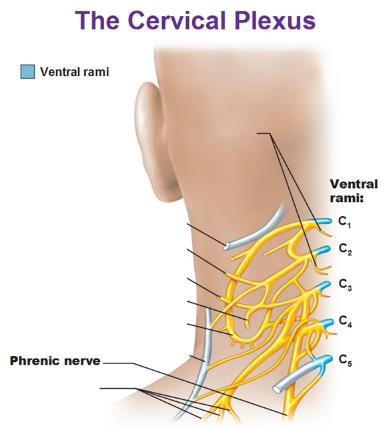 The Cervical Plexus
Ventral rami
Ventral
rami:
C1
C2
C3
C4
C5
Phrenic nerve